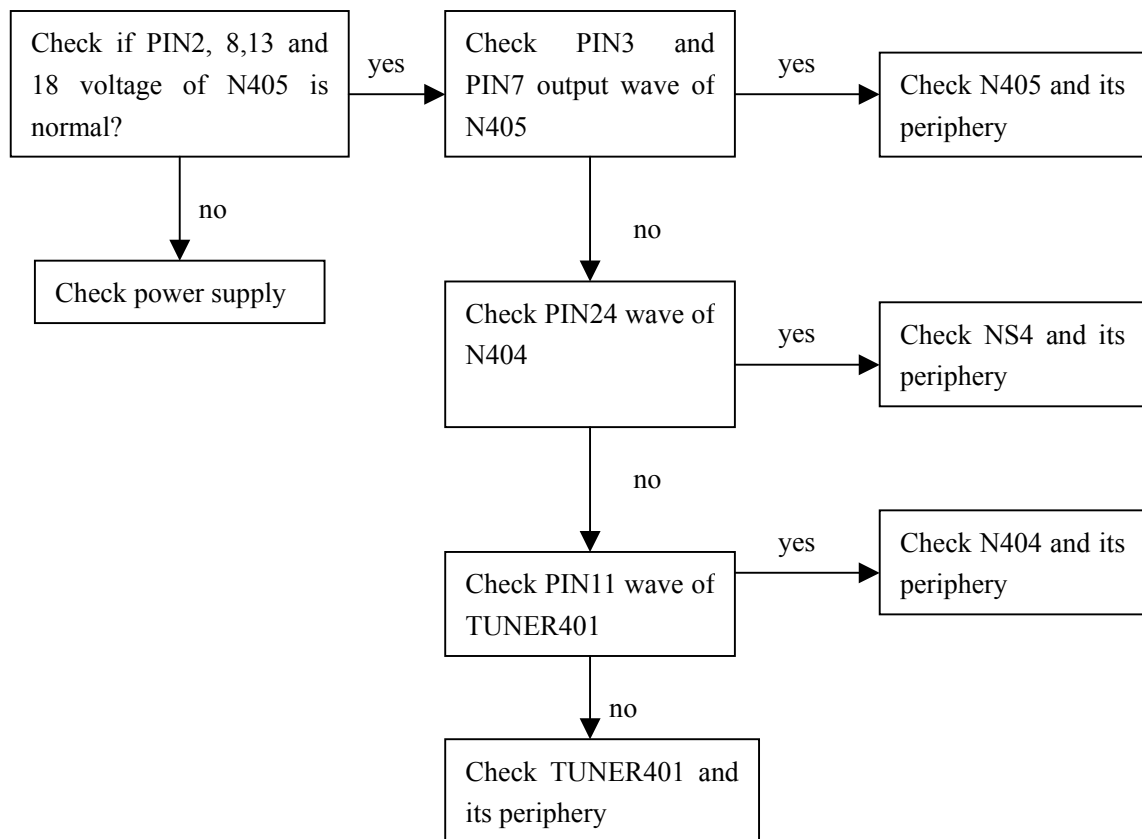 Check if PIN2, 8,13 and
18 voltage of N405 is
normal?
yes
Check PIN3 and
PIN7 output wave of
N405
yes
Check N405 and its
periphery
no
Check power supply
no
Check PIN24 wave of
N404
yes
Check NS4 and its
periphery
no
Check PIN11 wave of
TUNER401
yes
Check N404 and its
periphery
no
Check TUNER401 and
its periphery